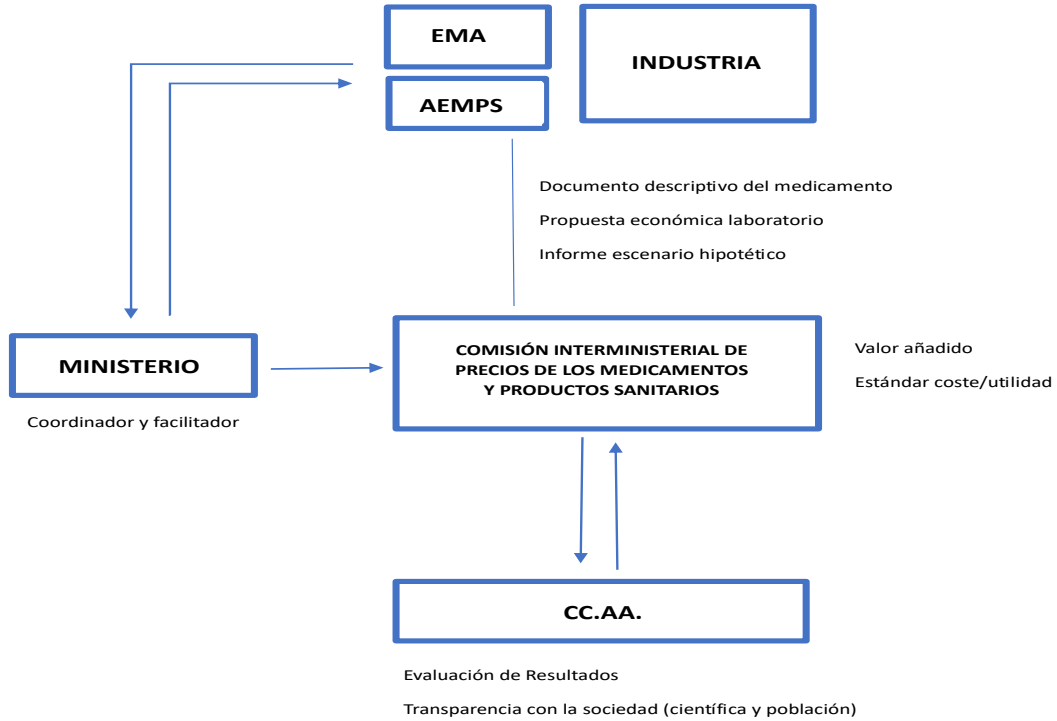 EMA
INDUSTRIA
AEMPS
Documento descriptivo del medicamento
Propuesta económica laboratorio
Informe escenario hipotético
MINISTERIO
Coordinador y facilitador
COMISIÓN INTERMINISTERIAL DE
PRECIOS DE LOS MEDICAMENTOS
Y PRODUCTOS SANITARIOS
Valor añadido
Estándar coste/utilidad
CC.AA.
Evaluación de Resultados
Transparencia con la sociedad (científica y población)